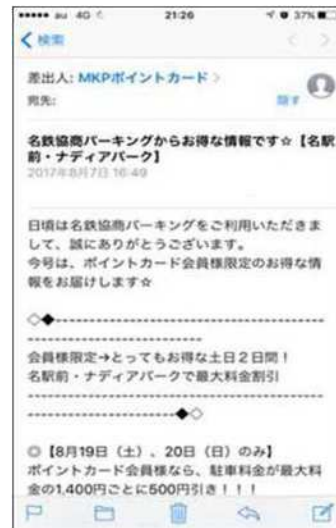 au 4G 21:26 37%
検索
差出人: MKPポイントカード
宛先: 隠す
名鉄協商パーキングからお得な情報です☆【名駅
前・ナディアパーク】
2017年8月7日 16:49
日頃は名鉄協商パーキングをご利用いただきま
して、誠にありがとうございます。
今号は、ポイントカード会員様限定のお得な情
報をお届けします☆
◇◆-----------------------------------
----------------------
会員様限定→とってもお得な土日2日間!
名駅前・ナディアパークで最大料金割引
--------------------------------------
----------------------◆◇
◎【8月19日（土）、20日（日）のみ】
ポイントカード会員様なら、駐車料金が最大料
金の1,400円ごとに500円引き!!!